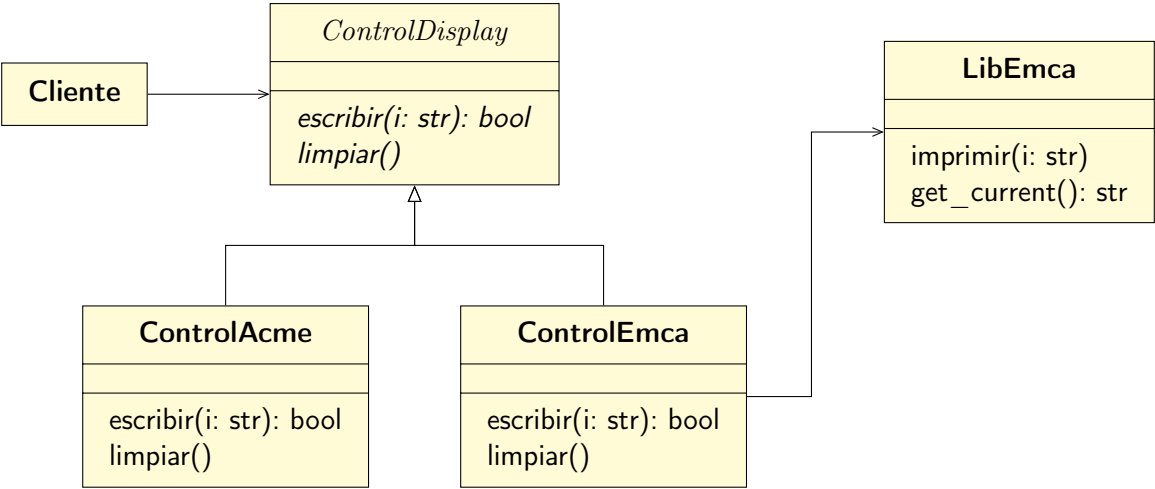 ControlDisplay
escribir(i: str): bool
limpiar()
Cliente
LibEmca
imprimir(i: str)
get_current(): str
ControlAcme
escribir(i: str): bool
limpiar()
ControlEmca
escribir(i: str): bool
limpiar()